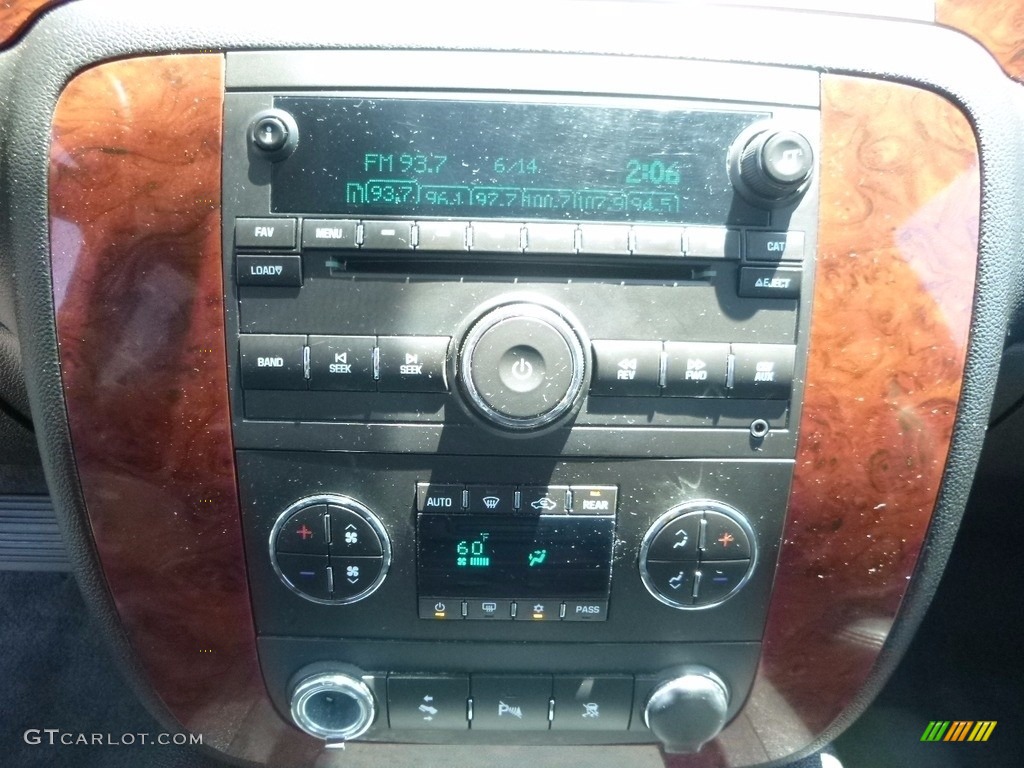 FM 93.7 6/14 2:06
93.7 96.1 97.7 100.7 107.9 94.5
FAV MENU CAT
LOAD EJECT
BAND SEEK SEEK REV FWD
AUTO REAR
60°F
PASS
GTCARLOT.COM